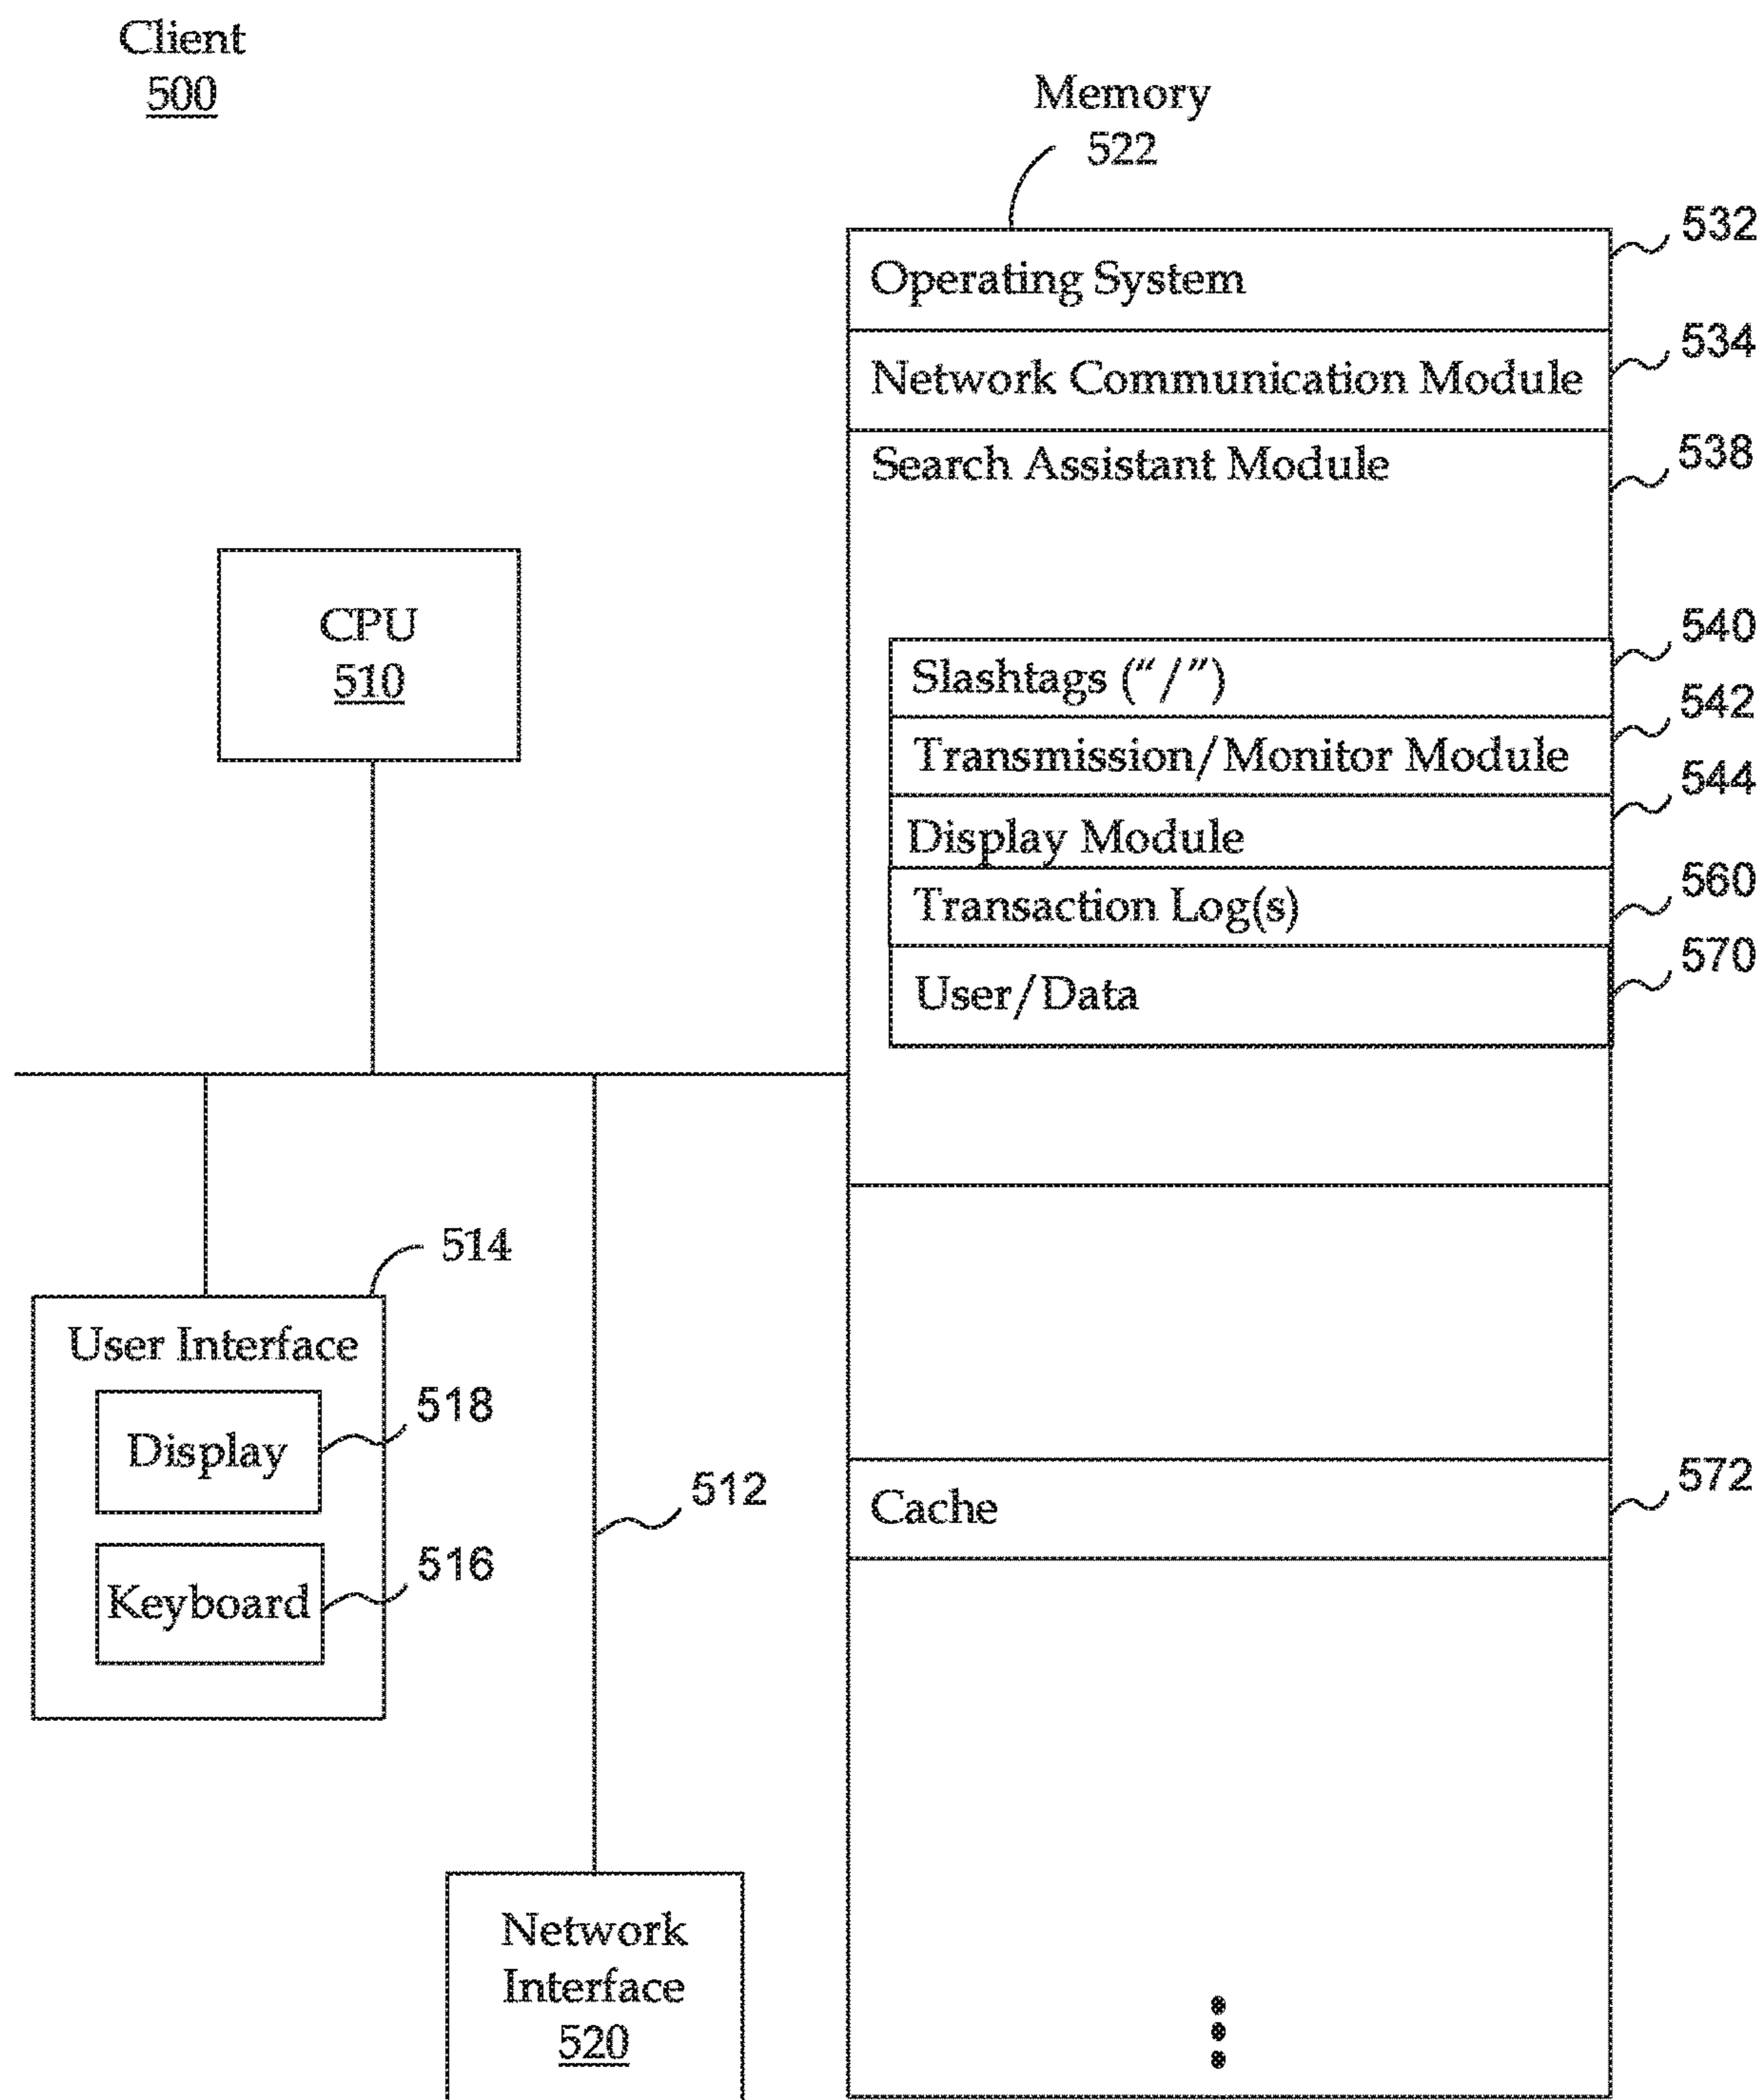 Client
500
Memory
522
Operating System
532
Network Communication Module
534
Search Assistant Module
538
Slashtags ("/")
540
Transmission/Monitor Module
542
Display Module
544
Transaction Log(s)
560
User/Data
570
CPU
510
514
User Interface
Display
518
Keyboard
516
512
Cache
572
Network
Interface
520